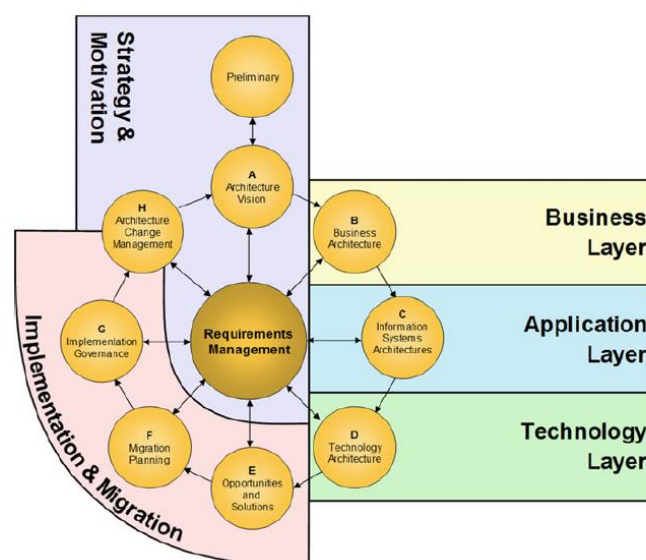 Strategy &
Motivation
Preliminary
A
Architecture
Vision
H
Architecture
Change
Management
B
Business
Architecture
Business
Layer
G
Implementation
Governance
Requirements
Management
C
Information
Systems
Architectures
Application
Layer
F
Migration
Planning
E
Opportunities
and
Solutions
D
Technology
Architecture
Technology
Layer
Implementation & Migration